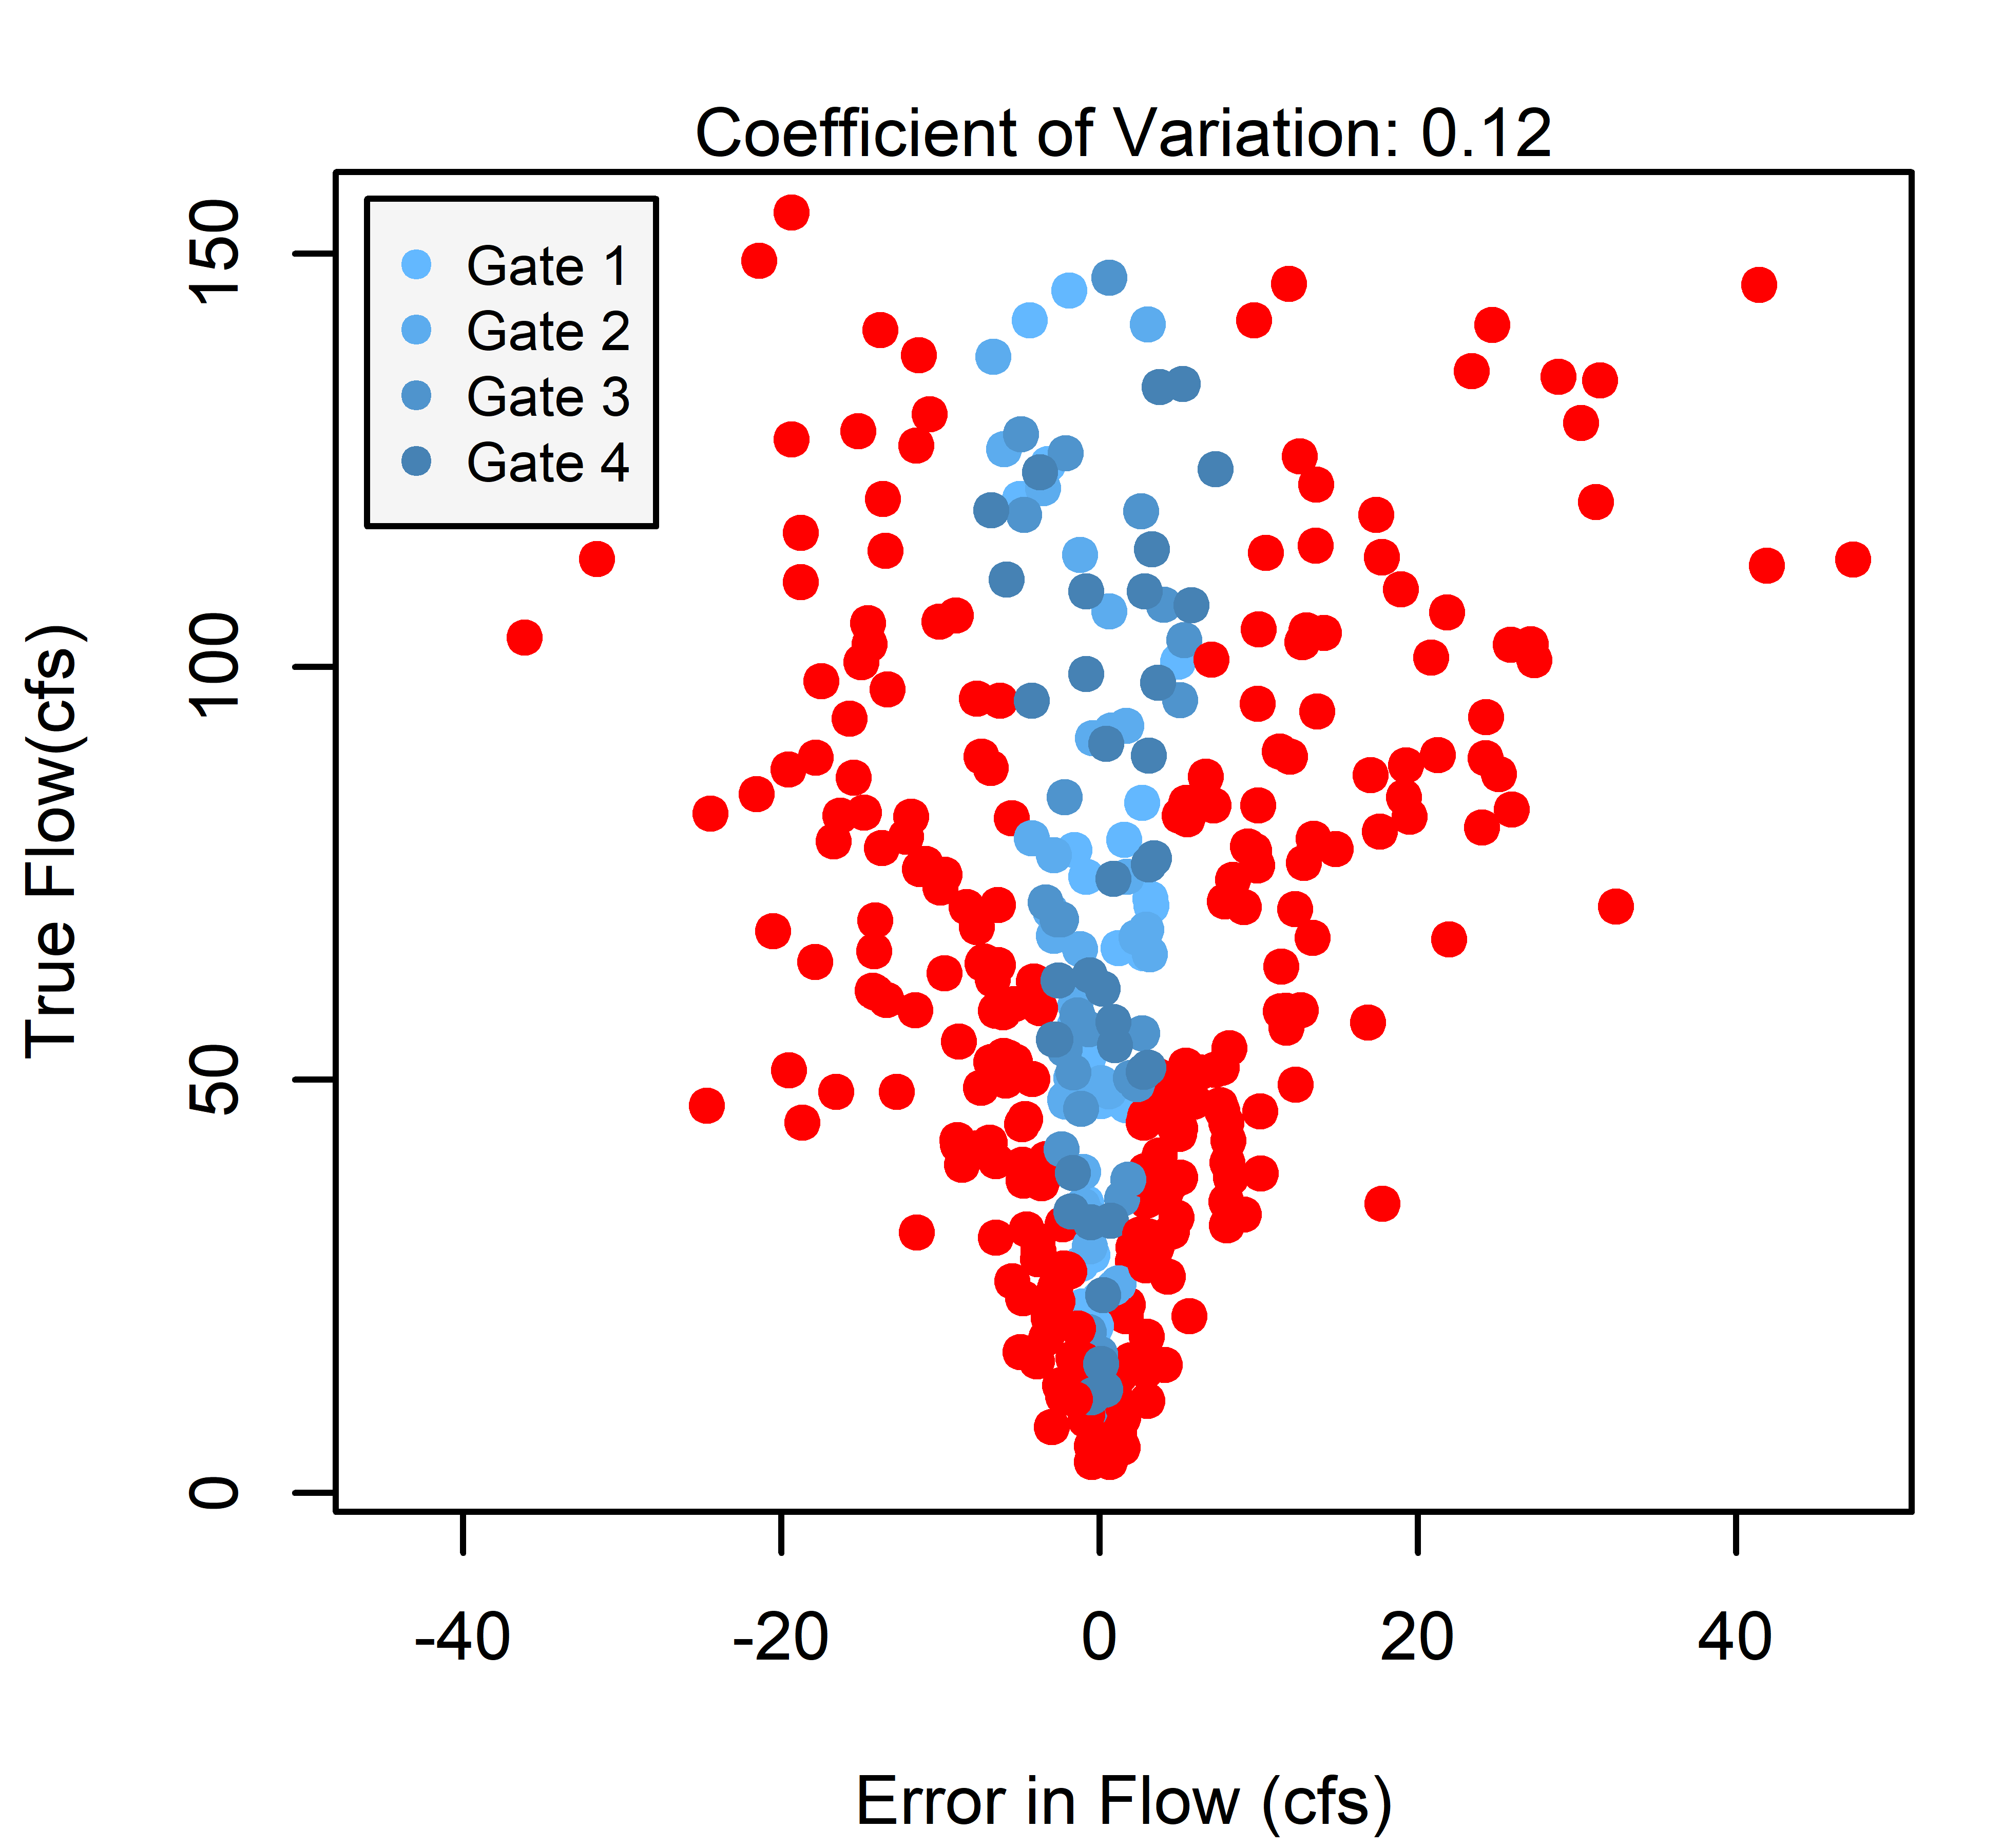 Coefficient of Variation: 0.12
Gate 1
Gate 2
Gate 3
Gate 4
True Flow(cfs)
150
100
50
0
-40 -20 0 20 40
Error in Flow (cfs)